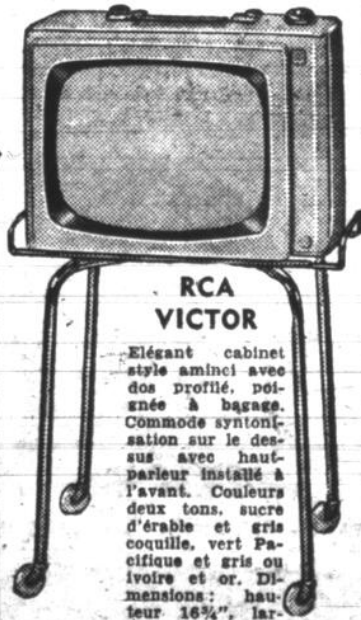 RCA
VICTOR
Elégant cabinet
style aminci avec
dos profilé, poi-
gnée à bagage.
Commode syntoni-
sation sur le des-
sus avec haut-
parleur installé à
l'avant. Couleurs
deux tons, sucre
d'érable et gris
coquille, vert Pa-
cifique et gris ou
ivoire et or. Di-
mensions: hau-
teur 16¾", lar-